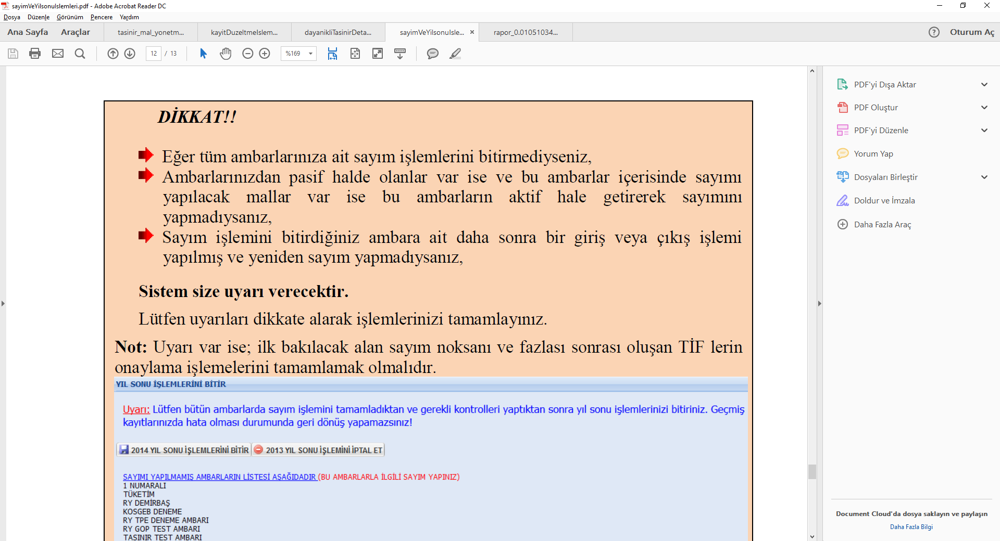 sayimVeYilsonuIslemleri.pdf - Adobe Acrobat Reader DC
Dosya Düzenle Görünüm Pencere Yardım
Ana Sayfa Araçlar tasinir_mal_yonetm... kayitDuzeltmeIslem... dayanikliTasinirDeta... sayimVeYilsonuIsle... rapor_0.01051034... Oturum Aç
12 / 13 %169
DİKKAT!!
Eğer tüm ambarlarınıza ait sayım işlemlerini bitirmediyseniz,
Ambarlarınızdan pasif halde olanlar var ise ve bu ambarlar içerisinde sayımı
yapılacak mallar var ise bu ambarların aktif hale getirerek sayımını
yapmadıysanız,
Sayım işlemini bitirdiğiniz ambara ait daha sonra bir giriş veya çıkış işlemi
yapılmış ve yeniden sayım yapmadıysanız,
Sistem size uyarı verecektir.
Lütfen uyarıları dikkate alarak işlemlerinizi tamamlayınız.
Not: Uyarı var ise; ilk bakılacak alan sayım noksanı ve fazlası sonrası oluşan TİF lerin
onaylama işlemelerini tamamlamak olmalıdır.
YIL SONU İŞLEMLERİNİ BİTİR
Uyarı: Lütfen bütün ambarlarda sayım işlemini tamamladıktan ve gerekli kontrolleri yaptıktan sonra yıl sonu işlemlerinizi bitiriniz. Geçmiş
kayıtlarınızda hata olması durumunda geri dönüş yapamazsınız!
2014 YIL SONU İŞLEMLERİNİ BİTİR 2013 YIL SONU İŞLEMİNİ İPTAL ET
SAYIMI YAPILMAMIŞ AMBARLARIN LİSTESİ AŞAĞIDADIR (BU AMBARLARLA İLGİLİ SAYIM YAPINIZ)
1 NUMARALI
TÜKETİM
RY DEMİRBAŞ
KOSGEB DENEME
RY TPE DENEME AMBARI
RY GOP TEST AMBARI
TASINIR TEST AMBARI
PDF'yi Dışa Aktar
PDF Oluştur
PDF'yi Düzenle
Yorum Yap
Dosyaları Birleştir
Doldur ve İmzala
Daha Fazla Araç
Document Cloud'da dosya saklayın ve paylaşın
Daha Fazla Bilgi